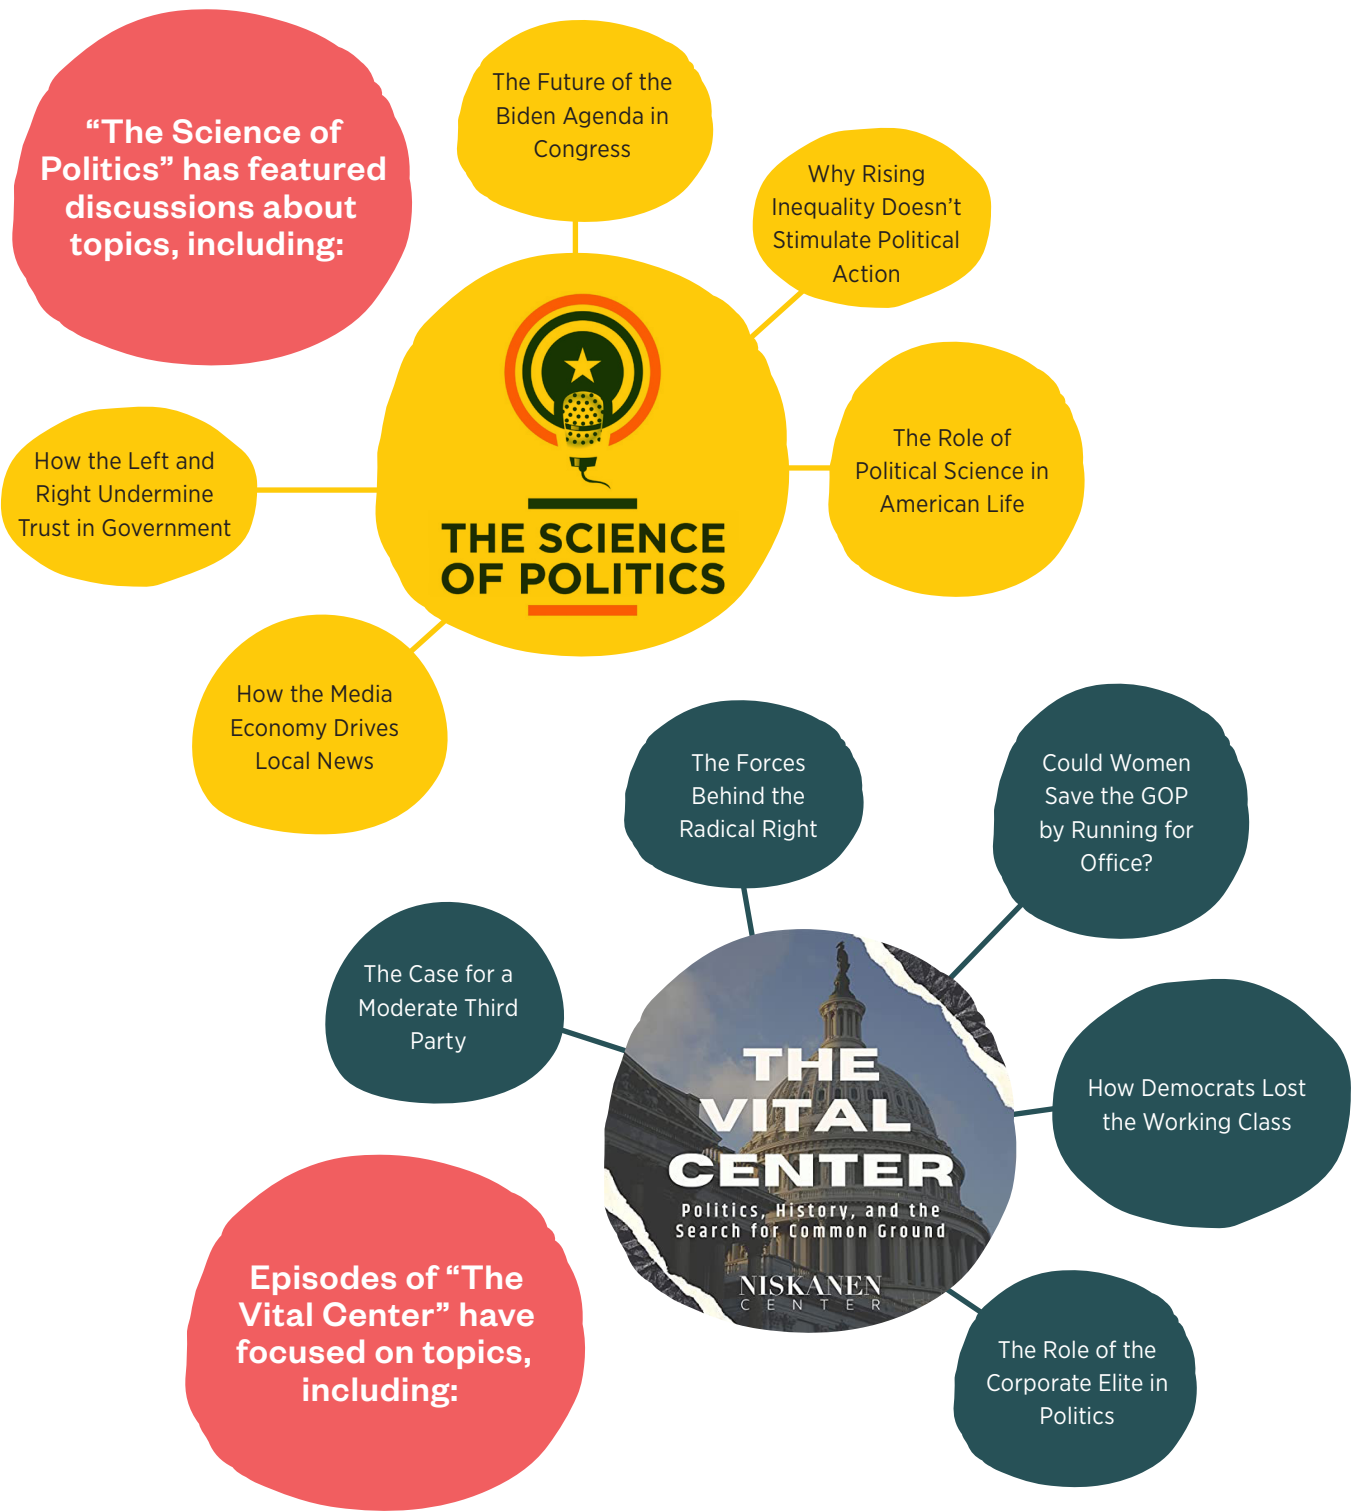 “The Science of
Politics” has featured
discussions about
topics, including:
The Future of the
Biden Agenda in
Congress
Why Rising
Inequality Doesn’t
Stimulate Political
Action
The Role of
Political Science in
American Life
How the Left and
Right Undermine
Trust in Government
THE SCIENCE
OF POLITICS
How the Media
Economy Drives
Local News
The Forces
Behind the
Radical Right
Could Women
Save the GOP
by Running for
Office?
The Case for a
Moderate Third
Party
THE
VITAL
CENTER
Politics, History, and the
Search for Common Ground
NISKANEN
CENTER
How Democrats Lost
the Working Class
Episodes of “The
Vital Center” have
focused on topics,
including:
The Role of the
Corporate Elite in
Politics